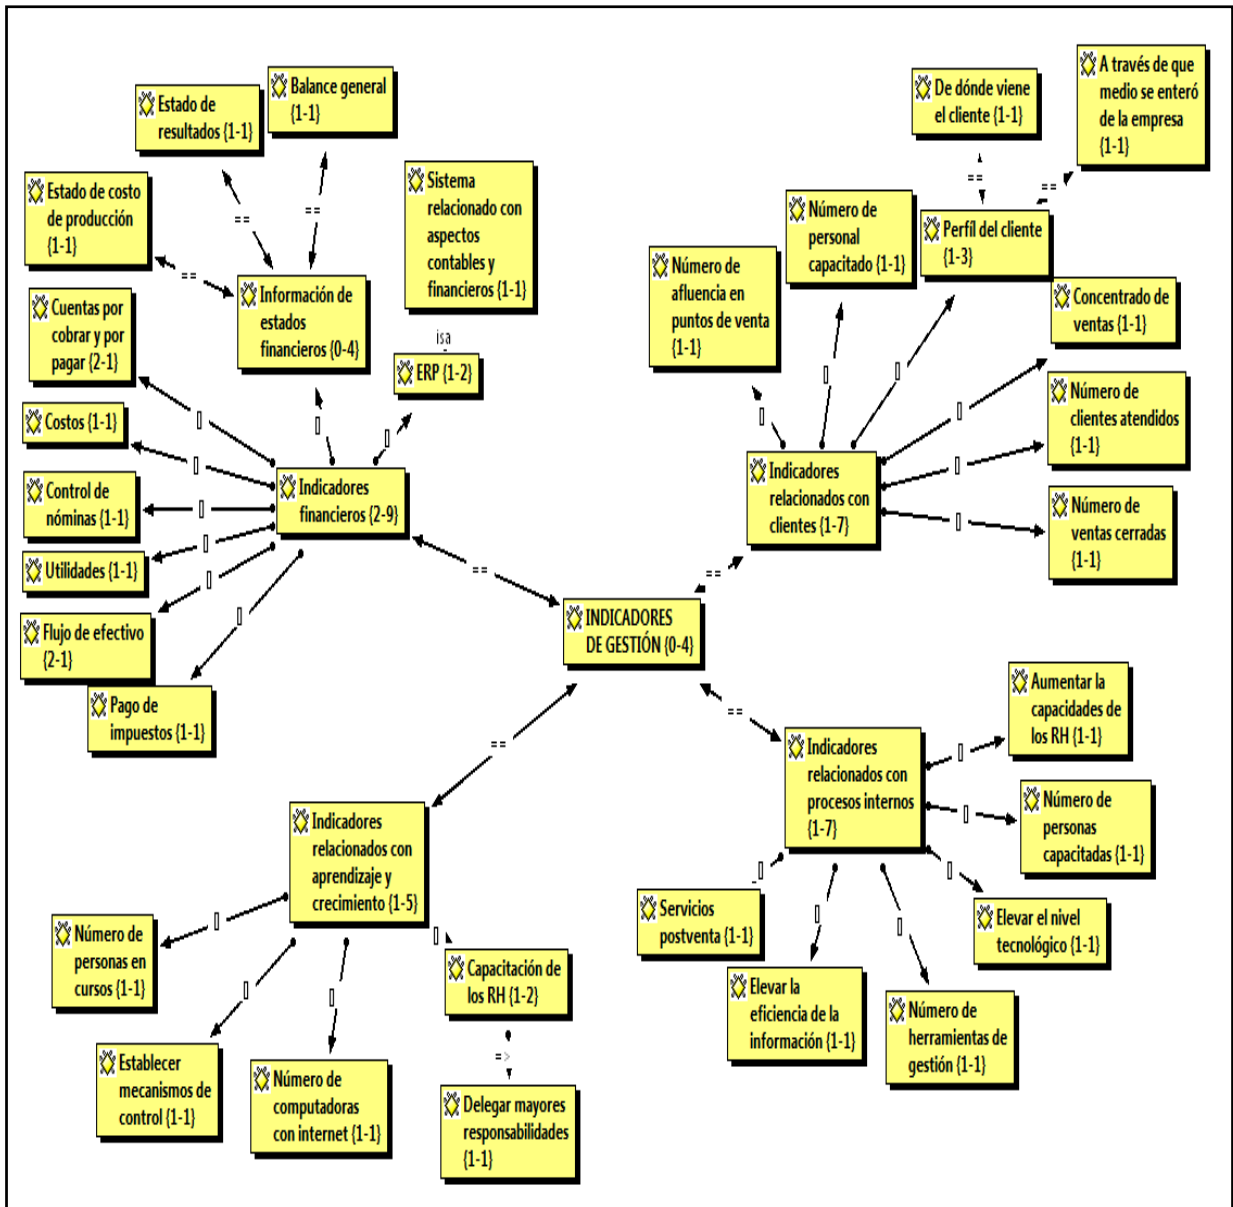 Balance general
{1-1}
Estado de
resultados {1-1}
Estado de costo
de producción
{1-1}
Sistema
relacionado con
aspectos
contables y
financieros {1-1}
Cuentas por
cobrar y por
pagar {2-1}
Información de
estados
financieros {0-4}
isa
ERP {1-2}
Costos {1-1}
Control de
nóminas {1-1}
Indicadores
financieros {2-9}
Utilidades {1-1}
Flujo de efectivo
{2-1}
Pago de
impuestos {1-1}
==
==
==
[]
[]
[]
[]
[]
[]
[]
[]
==
De dónde viene
el cliente {1-1}
A través de que
medio se enteró
de la empresa
{1-1}
==
==
Número de
personal
capacitado {1-1}
Perfíl del cliente
{1-3}
Número de
afluencia en
puntos de venta
{1-1}
Concentrado de
ventas {1-1}
Número de
clientes atendidos
{1-1}
Indicadores
relacionados con
clientes {1-7}
Número de
ventas cerradas
{1-1}
[]
[]
[]
[]
[]
[]
==
INDICADORES
DE GESTIÓN {0-4}
==
==
Aumentar la
capacidades de
los RH {1-1}
Indicadores
relacionados con
procesos internos
{1-7}
Número de
personas
capacitadas {1-1}
Servicios
postventa {1-1}
Elevar el nivel
tecnológico {1-1}
Elevar la
eficiencia de la
información {1-1}
Número de
herramientas de
gestión {1-1}
[]
[]
[]
[]
[]
[]
Indicadores
relacionados con
aprendizaje y
crecimiento {1-5}
Número de
personas en
cursos {1-1}
Capacitación de
los RH {1-2}
Establecer
mecanismos de
control {1-1}
Número de
computadoras
con internet {1-1}
=>
Delegar mayores
responsabilidades
{1-1}
[]
[]
[]
[]